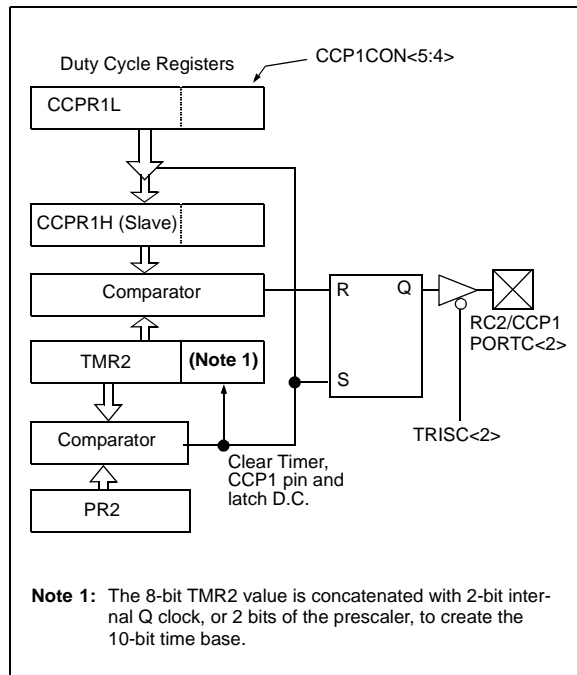 Duty Cycle Registers
CCP1CON<5:4>
CCPR1L
CCPR1H (Slave)
Comparator
R
Q
RC2/CCP1
PORTC<2>
TMR2
(Note 1)
S
TRISC<2>
Comparator
Clear Timer,
CCP1 pin and
latch D.C.
PR2
Note 1: The 8-bit TMR2 value is concatenated with 2-bit inter-
nal Q clock, or 2 bits of the prescaler, to create the
10-bit time base.